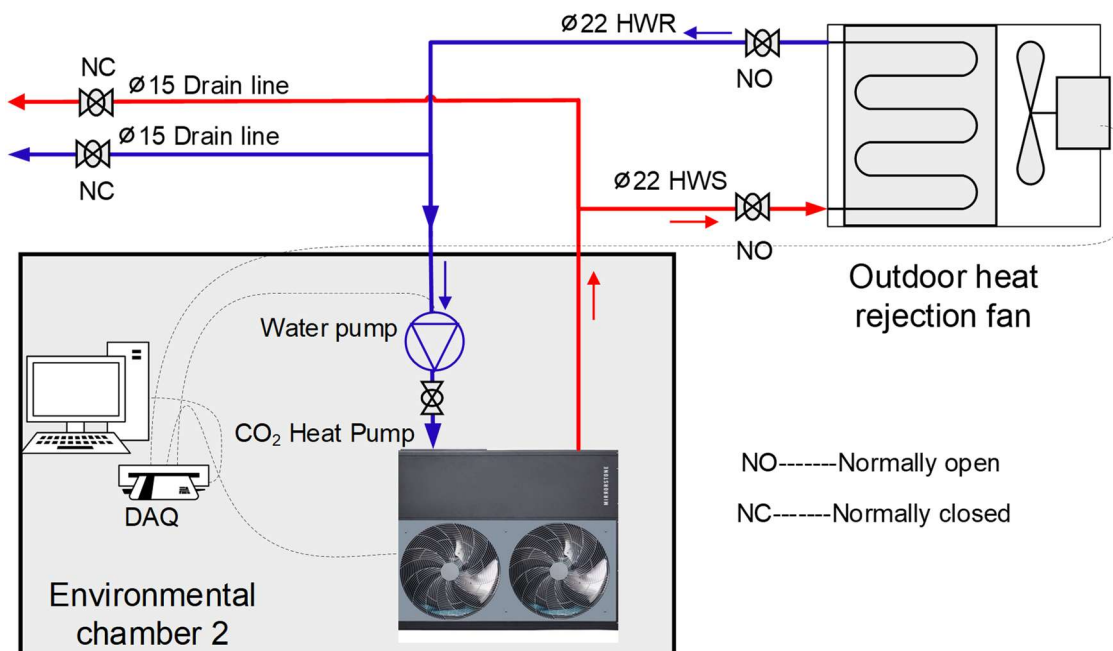 Ø22 HWR
NO
NC
Ø15 Drain line
Ø15 Drain line
NC
Ø22 HWS
NO
Outdoor heat
rejection fan
Water pump
CO₂ Heat Pump
MIRRORSTONE
DAQ
Environmental
chamber 2
NO-------Normally open
NC-------Normally closed